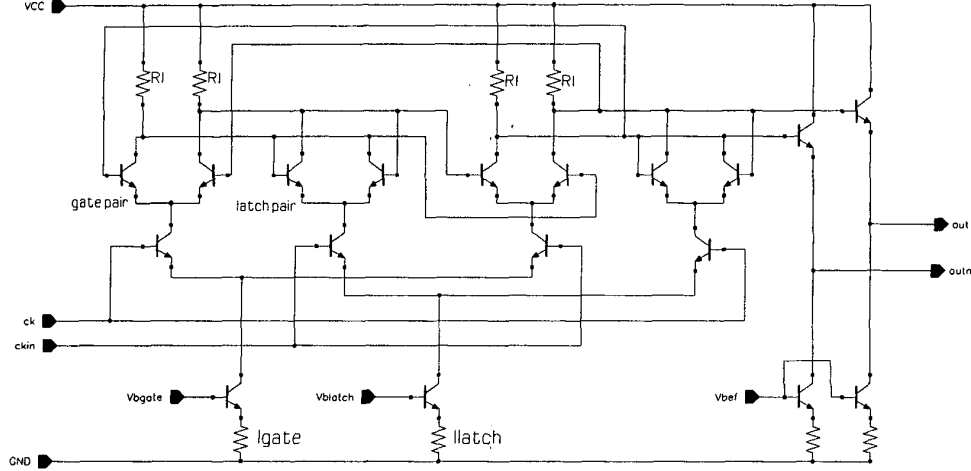 VCC
Rl Rl Rl Rl
gate pair
latch pair
out
outn
ck
ckin
Vbgate
Vblatch
Vbef
Igate
Ilatch
GND